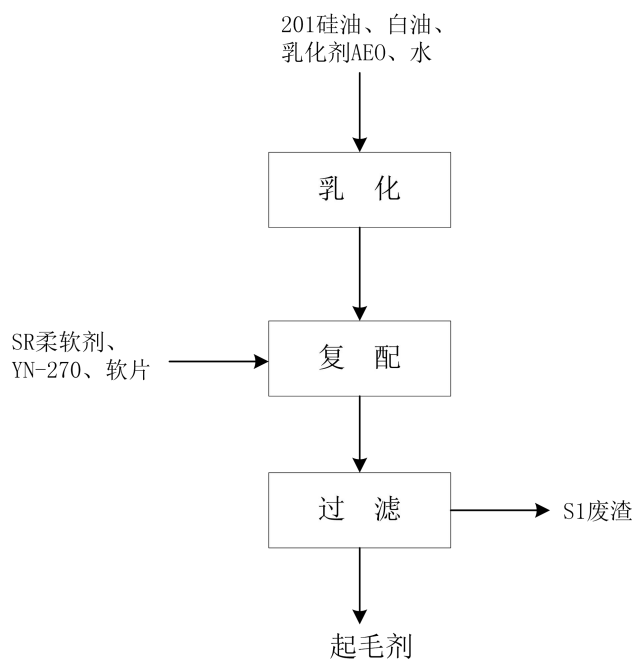 201硅油、白油、
乳化剂AEO、水
乳 化
SR柔软剂、
YN-270、软片
复 配
过 滤
S1废渣
起毛剂